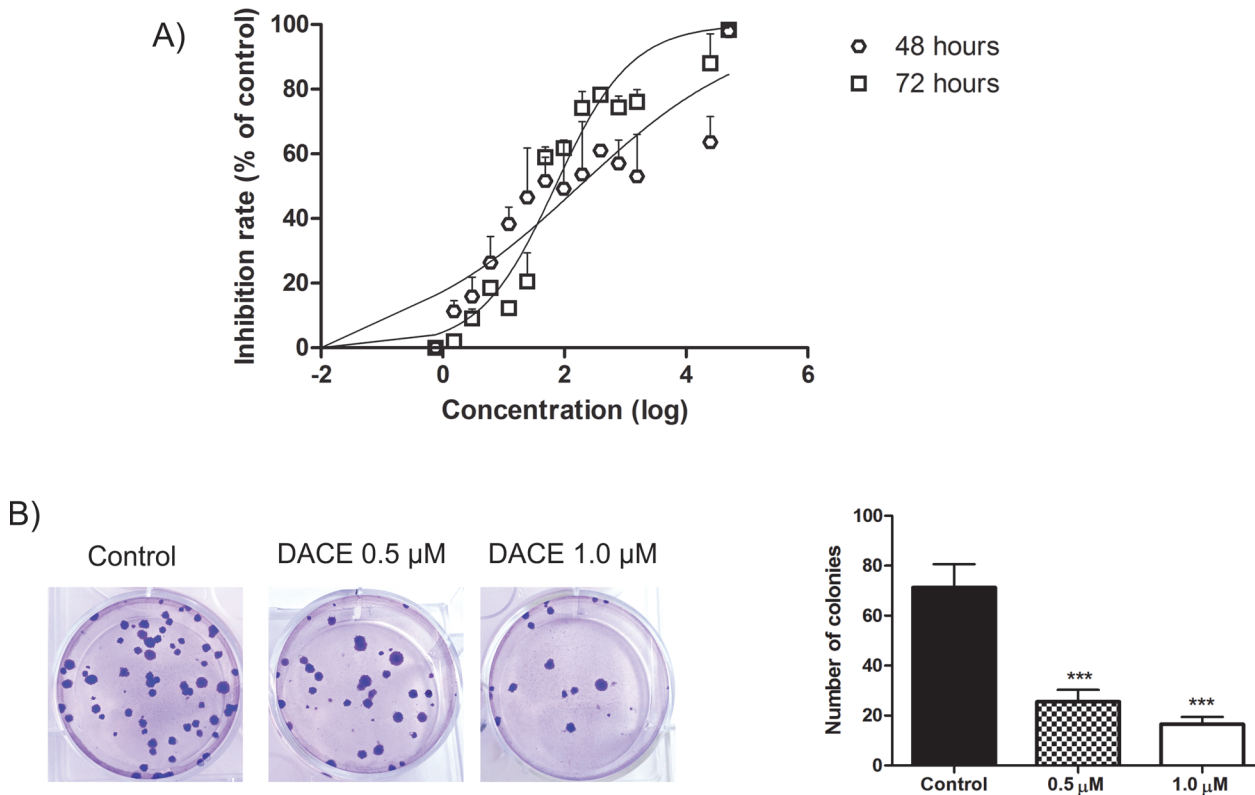 A)
Inhibition rate (% of control)
100
80
60
40
20
0
-2
0
2
4
6
Concentration (log)
48 hours
72 hours
B)
Control
DACE 0.5 μM
DACE 1.0 μM
Number of colonies
100
80
60
40
20
0
***
***
Control
0.5 μM
1.0 μM